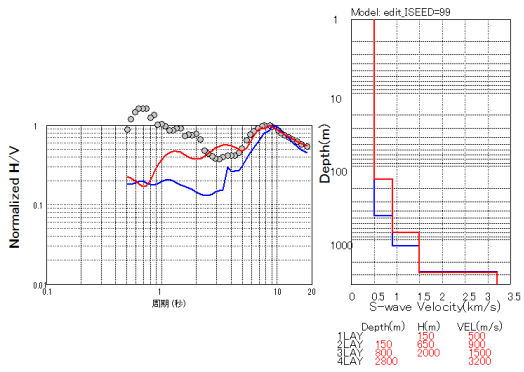 Model: edit_ISEED=99
Normalized H/V
1
0.1
0.01
0.1
1
10
20
周期(秒)
Depth(m)
1
10
100
1000
0
0.5
1
1.5
2
2.5
3
3.5
S-wave Velocity(km/s)
Depth(m) H(m) VEL(m/s)
1LAY 150 500
2LAY 150 650 900
3LAY 800 2000 1500
4LAY 2800 3200